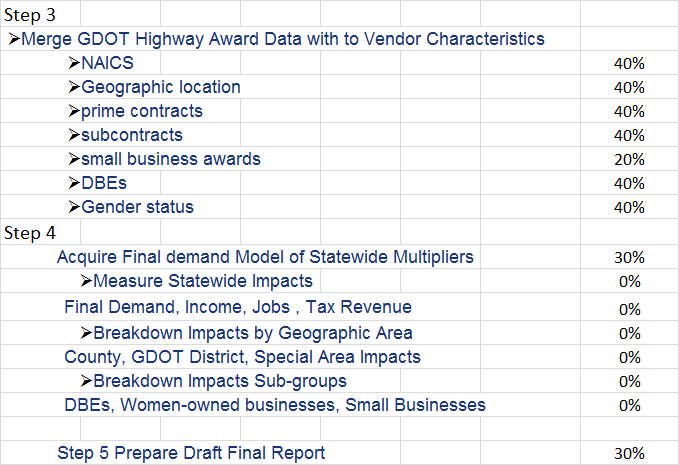 Step 3
➢Merge GDOT Highway Award Data with to Vendor Characteristics
➢NAICS 40%
➢Geographic location 40%
➢prime contracts 40%
➢subcontracts 40%
➢small business awards 20%
➢DBEs 40%
➢Gender status 40%
Step 4
Acquire Final demand Model of Statewide Multipliers 30%
➢Measure Statewide Impacts 0%
Final Demand, Income, Jobs , Tax Revenue 0%
➢Breakdown Impacts by Geographic Area 0%
County, GDOT District, Special Area Impacts 0%
➢Breakdown Impacts Sub-groups 0%
DBEs, Women-owned businesses, Small Businesses 0%
Step 5 Prepare Draft Final Report 30%